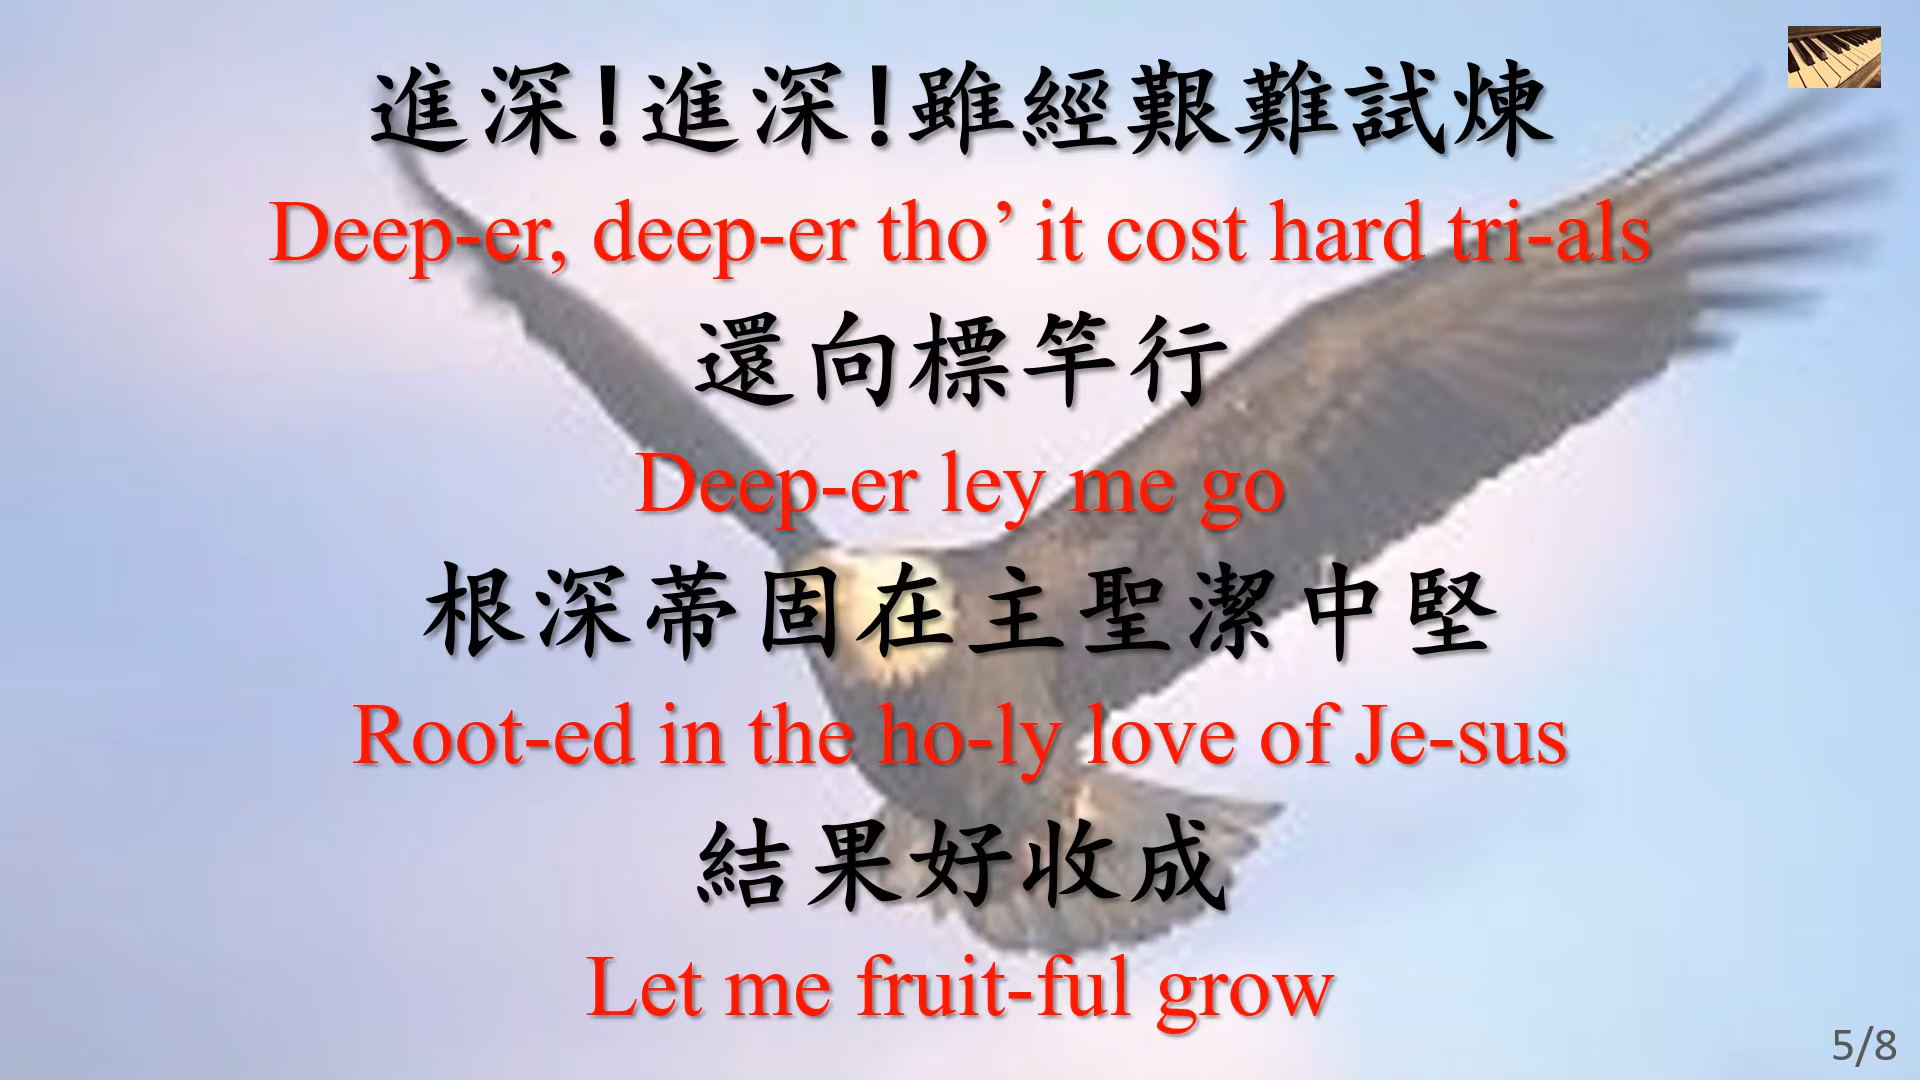 進深!進深!雖經艱難試煉
Deep-er, deep-er tho’ it cost hard tri-als
還向標竿行
Deep-er ley me go
根深蒂固在主聖潔中堅
Root-ed in the ho-ly love of Je-sus
結果好收成
Let me fruit-ful grow
5/8